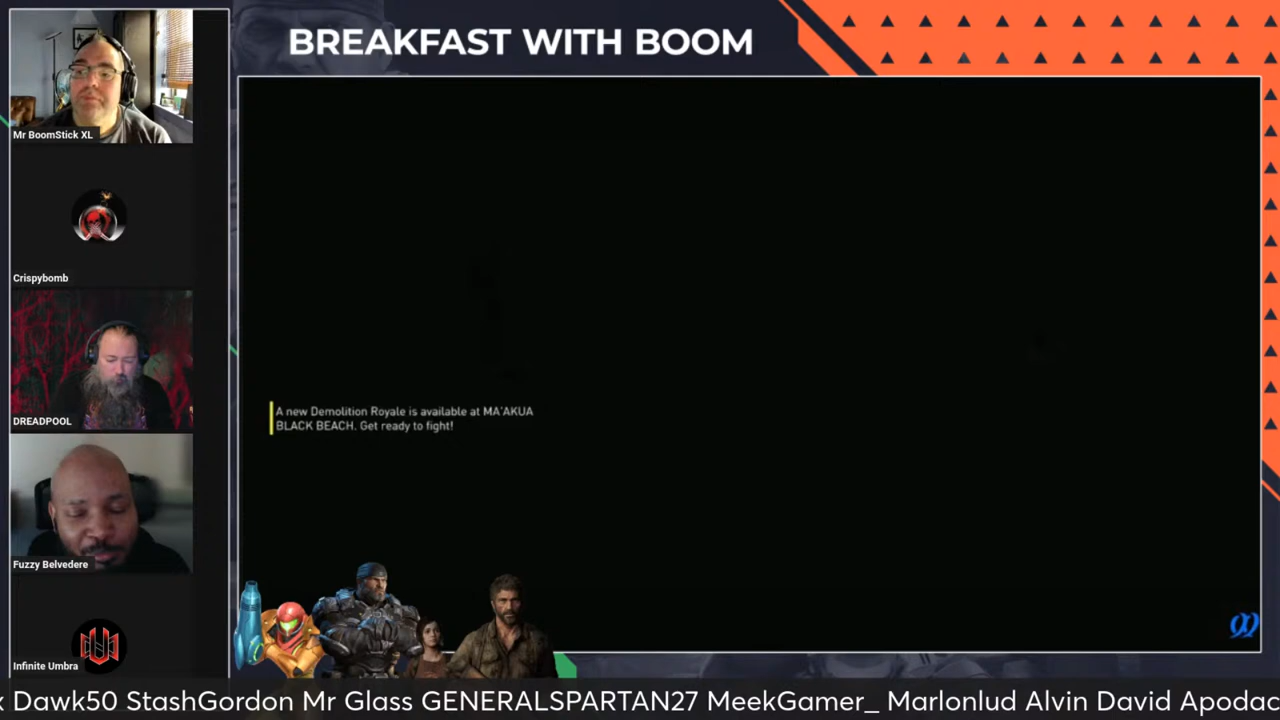 BREAKFAST WITH BOOM
Mr BoomStick XL
Crispybomb
DREADPOOL
Fuzzy Belvedere
Infinite Umbra
A new Demolition Royale is available at MA'AKUA
BLACK BEACH. Get ready to fight!
Dawk50 StashGordon Mr Glass GENERALSPARTAN27 MeekGamer_ Marlonlud Alvin David Apodac